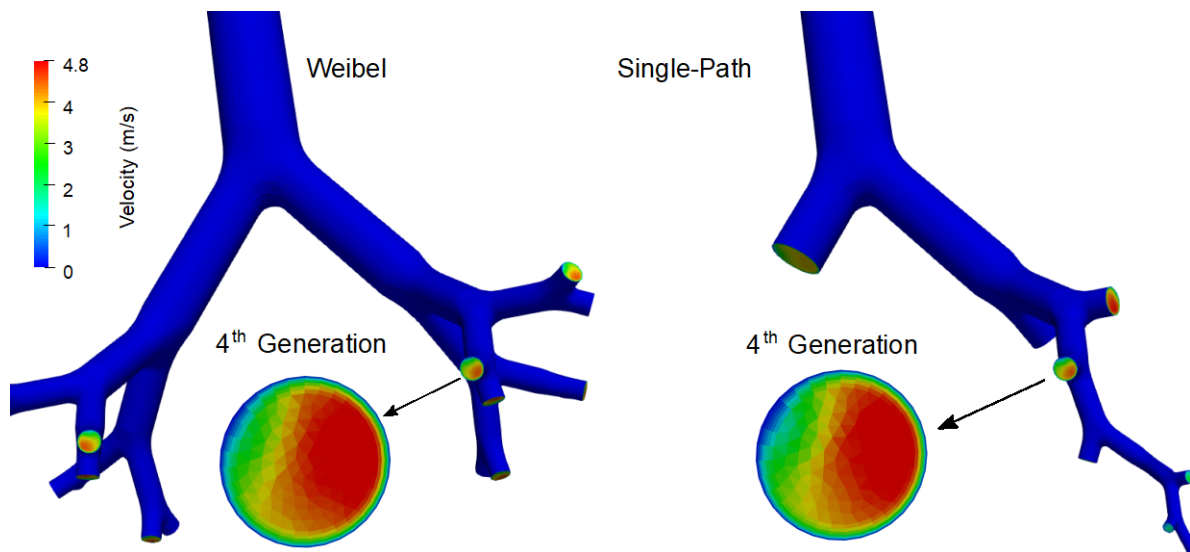 Weibel
Single-Path
4.8
4
3
2
1
0
Velocity (m/s)
4th Generation
4th Generation